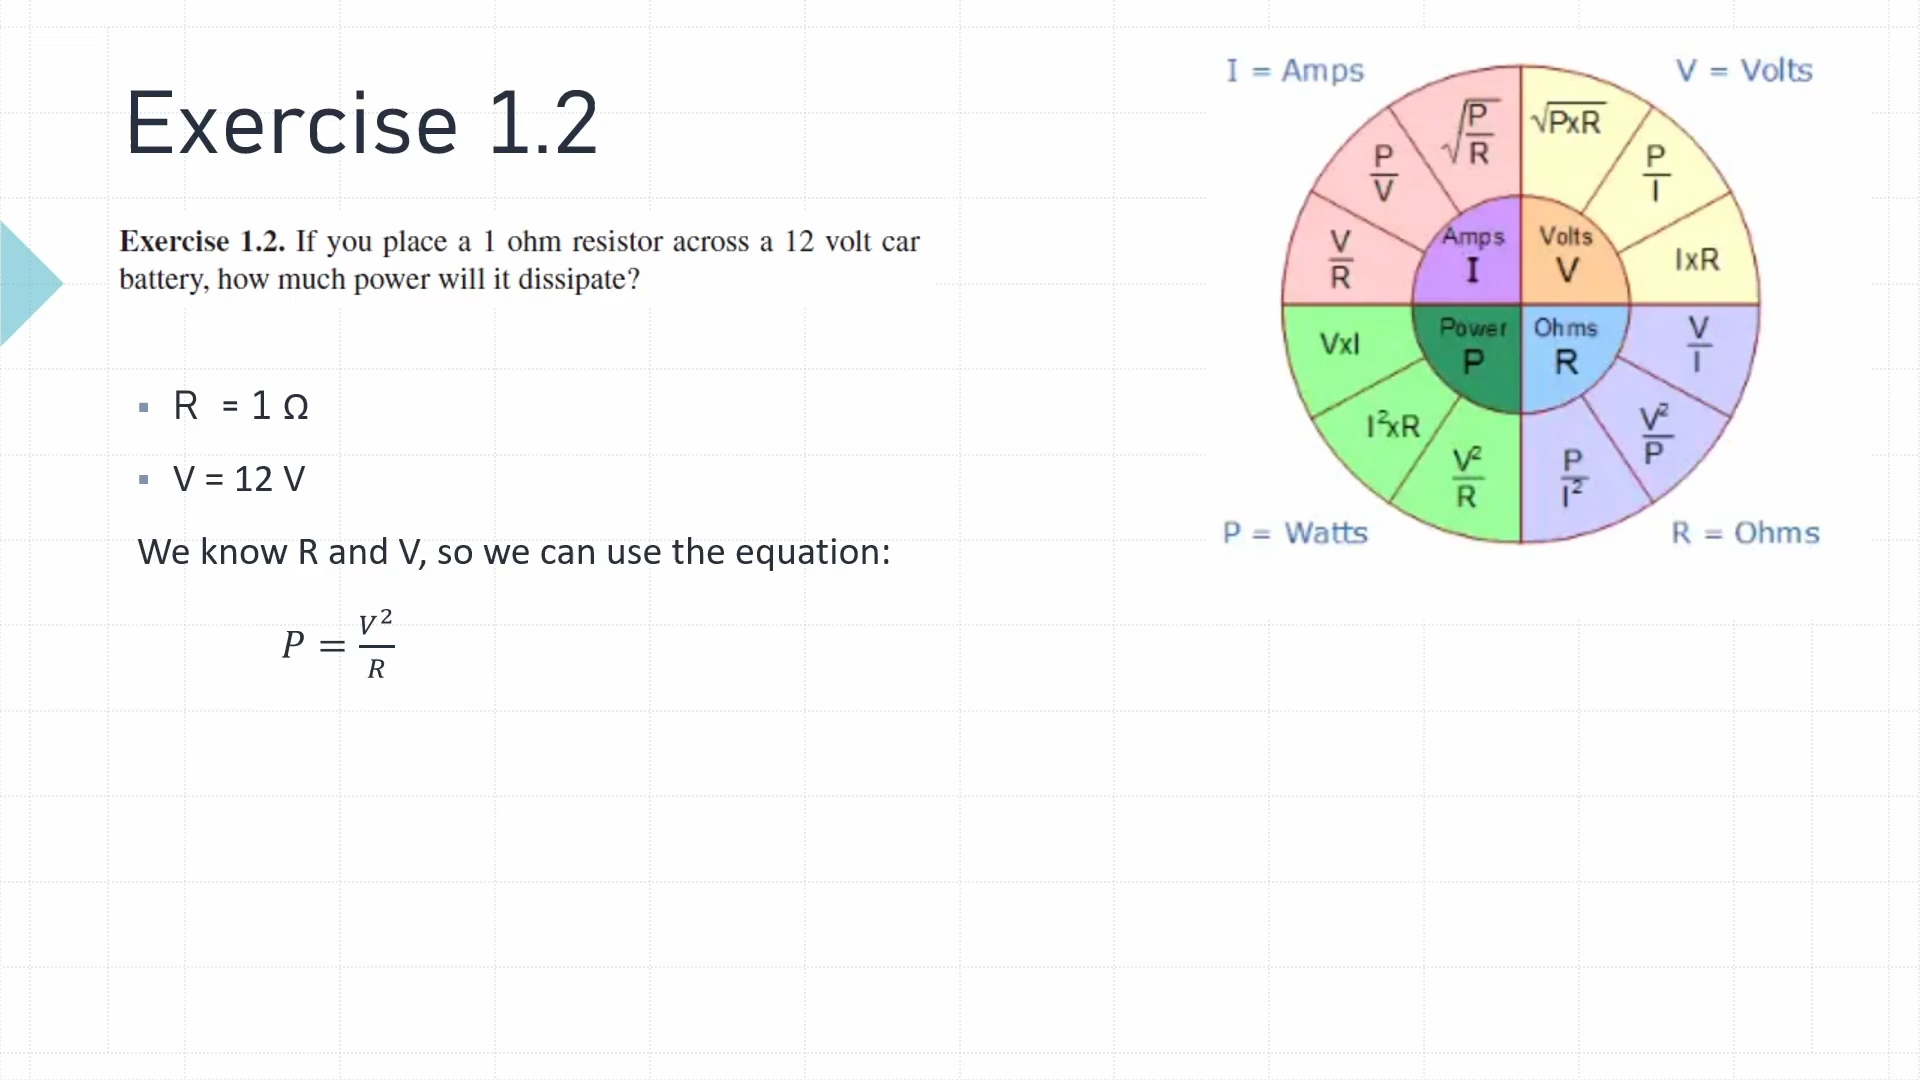 Exercise 1.2
Exercise 1.2. If you place a 1 ohm resistor across a 12 volt car
battery, how much power will it dissipate?
▪ R = 1 Ω
▪ V = 12 V
We know R and V, so we can use the equation:
P = V²/R
I = Amps
V = Volts
√P/R
√PxR
P/V
P/I
V/R
IxR
Amps
I
Volts
V
Power
P
Ohms
R
VxI
V/I
I²xR
V²/P
V²/R
P/I²
P = Watts
R = Ohms